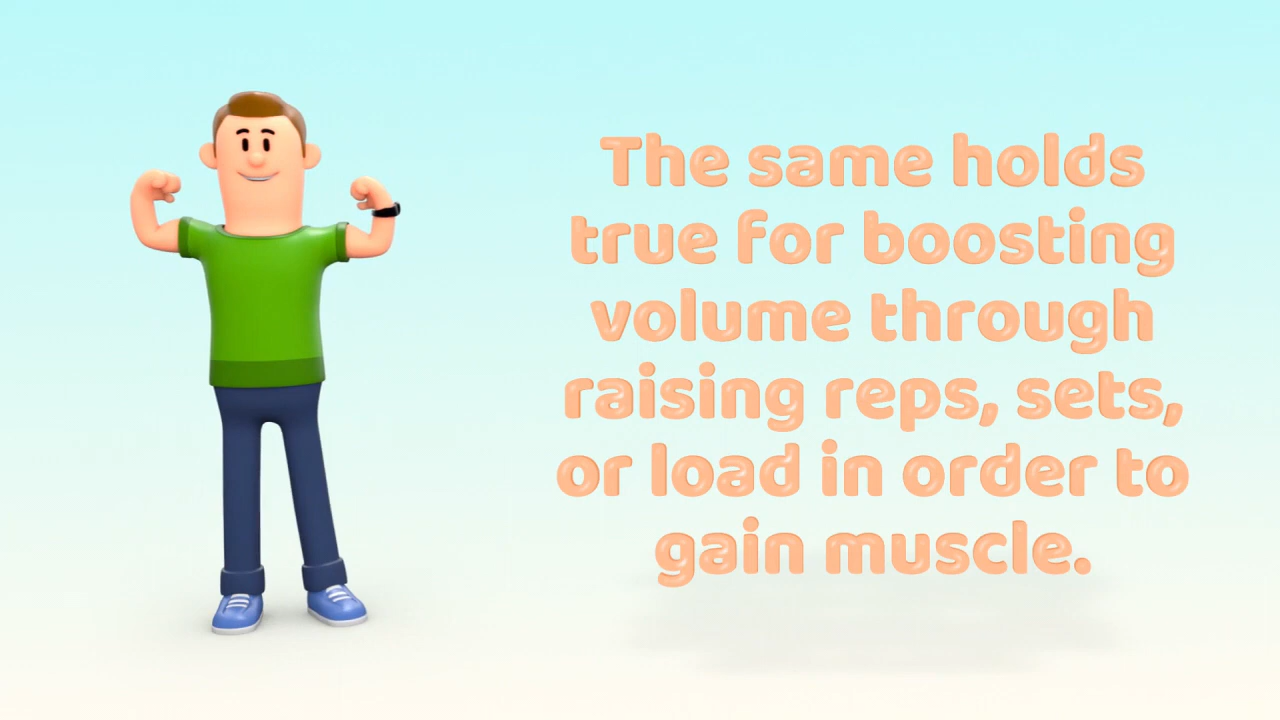 The same holds
true for boosting
volume through
raising reps, sets,
or load in order to
gain muscle.